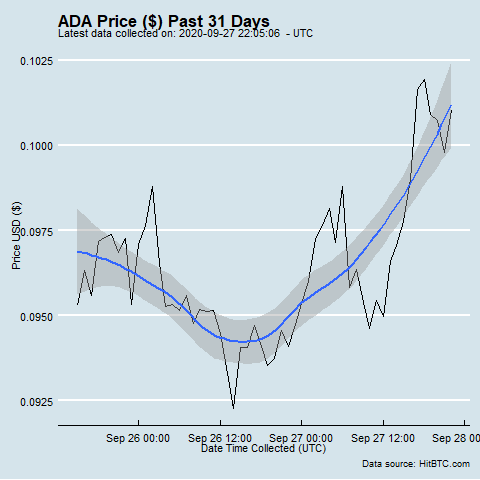 ADA Price ($) Past 31 Days
Latest data collected on: 2020-09-27 22:05:06 - UTC
0.1025
0.1000
0.0975
0.0950
0.0925
Price USD ($)
Sep 26 00:00 Sep 26 12:00 Sep 27 00:00 Sep 27 12:00 Sep 28 00:
Date Time Collected (UTC)
Data source: HitBTC.com